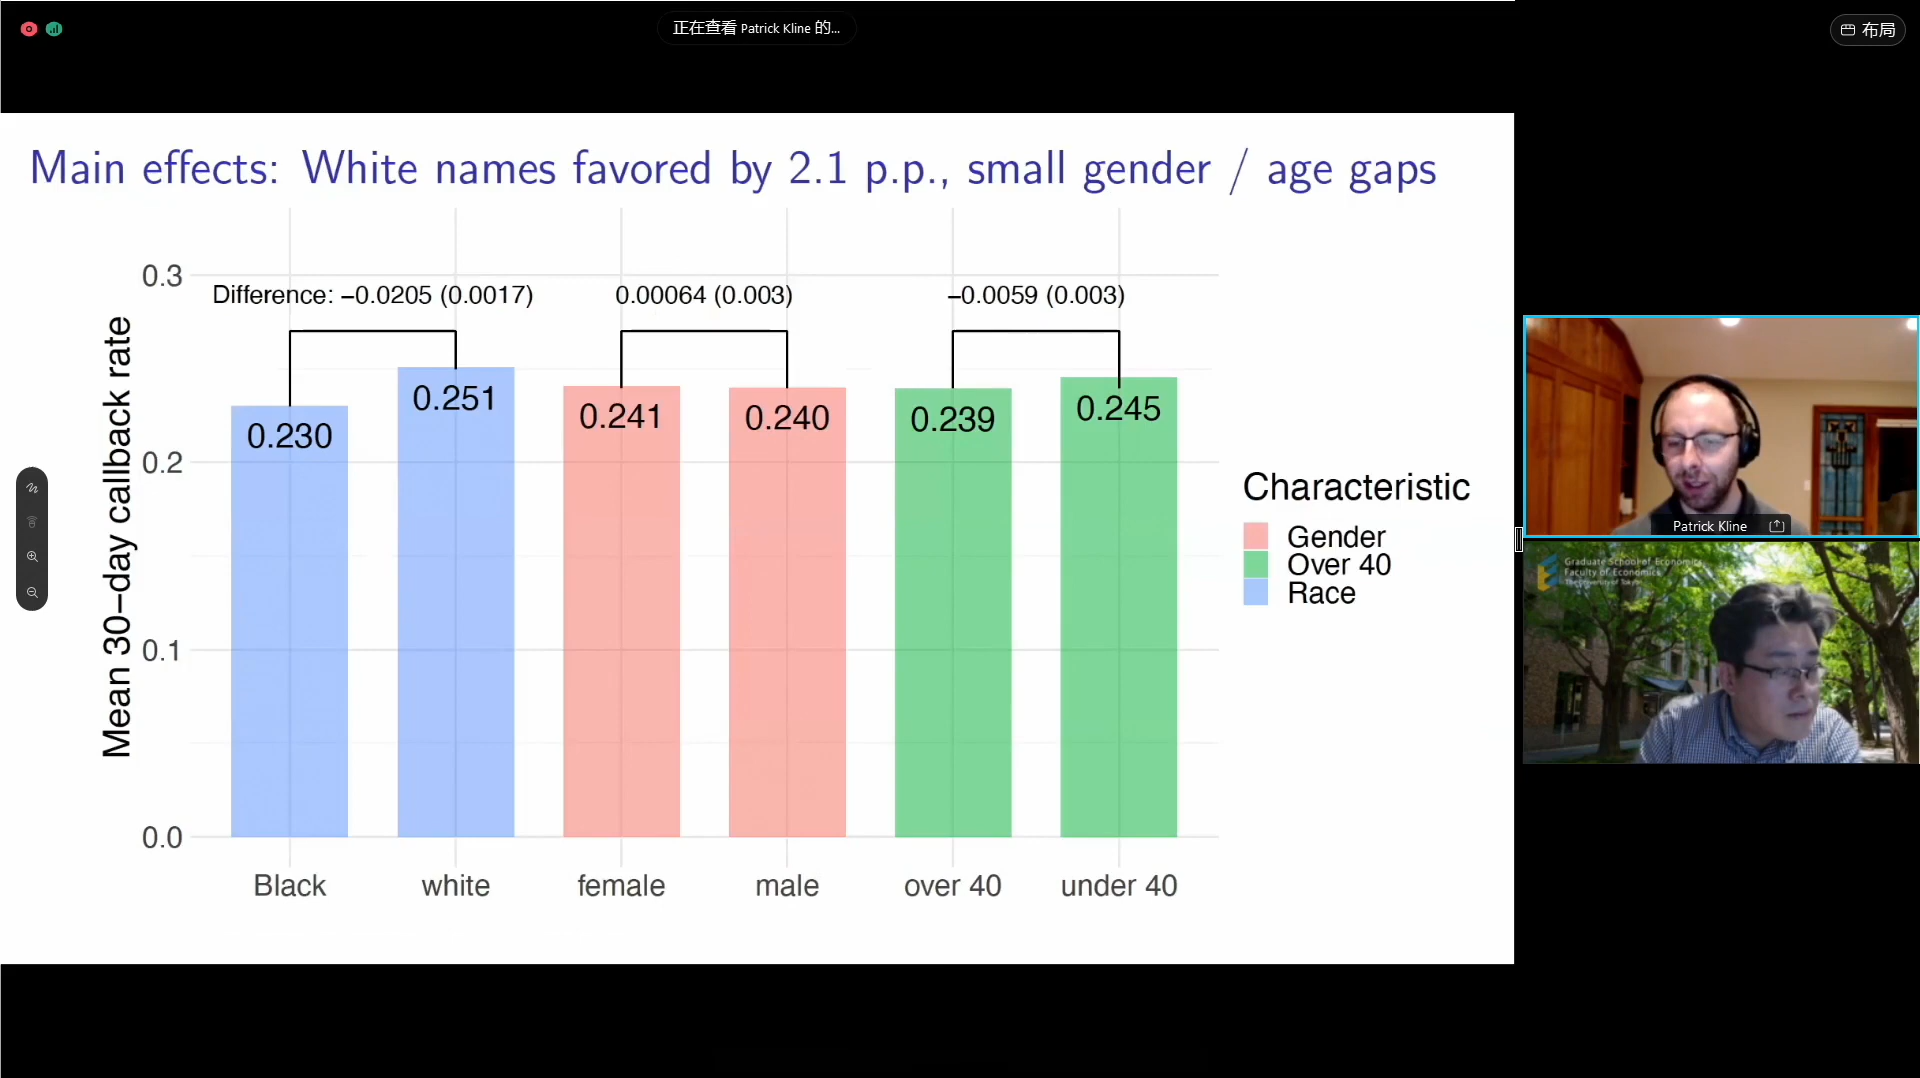 正在查看 Patrick Kline 的...
布局
Main effects: White names favored by 2.1 p.p., small gender / age gaps
Mean 30−day callback rate
0.3
0.2
0.1
0.0
Difference: −0.0205 (0.0017)
0.00064 (0.003)
−0.0059 (0.003)
0.230
0.251
0.241
0.240
0.239
0.245
Black
white
female
male
over 40
under 40
Characteristic
Gender
Over 40
Race
Patrick Kline
Graduate School of Economics
Faculty of Economics
The University of Tokyo